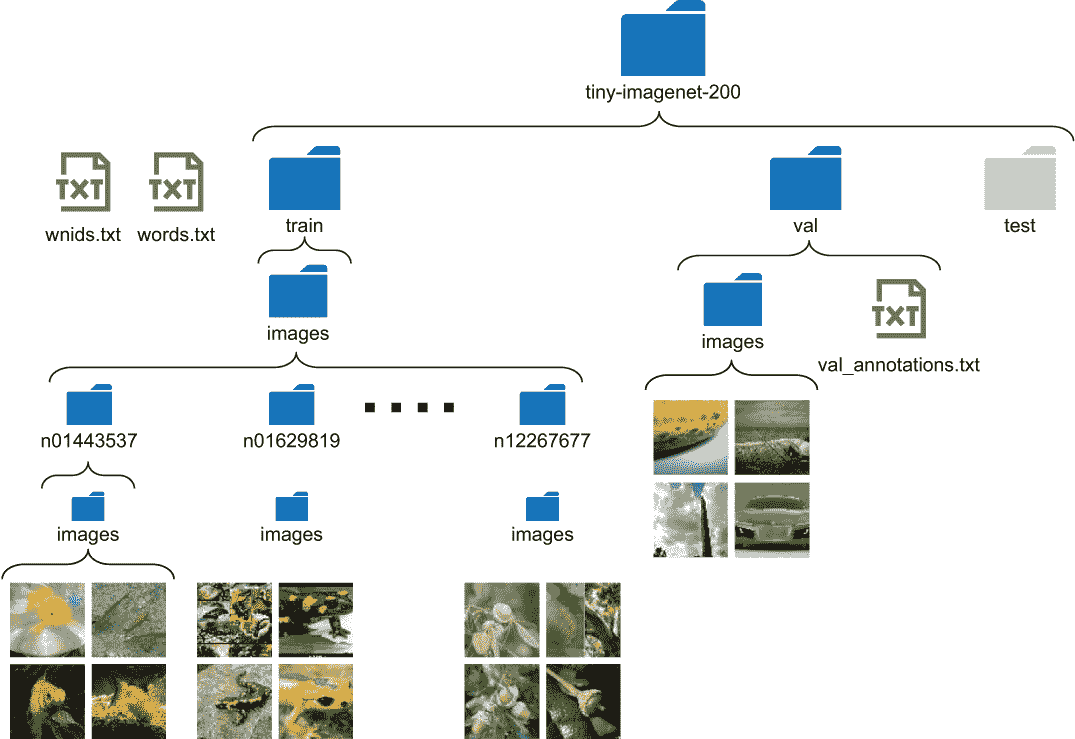 tiny-imagenet-200
TXT
TXT
wnids.txt
words.txt
train
val
test
images
images
TXT
val_annotations.txt
n01443537
n01629819
n12267677
images
images
images